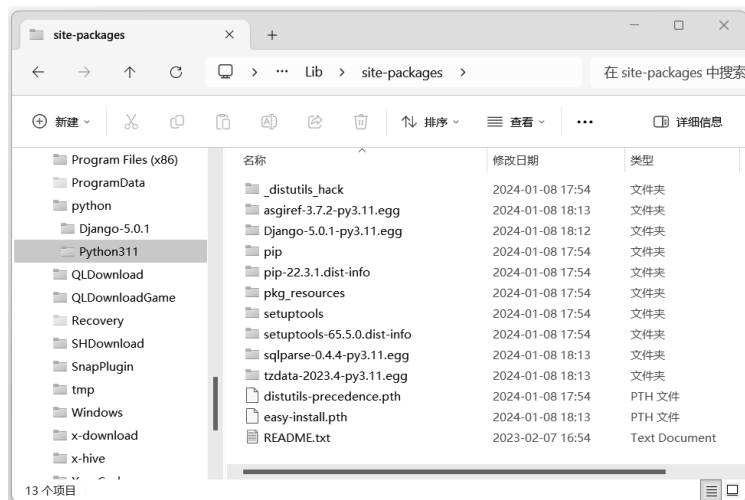 site-packages
Lib site-packages 在 site-packages 中搜索
新建 排序 查看 详细信息
Program Files (x86)
ProgramData
python
Django-5.0.1
Python311
QLDownload
QLDownloadGame
Recovery
SHDownload
SnapPlugin
tmp
Windows
x-download
x-hive
名称 修改日期 类型
_distutils_hack 2024-01-08 17:54 文件夹
asgiref-3.7.2-py3.11.egg 2024-01-08 18:13 文件夹
Django-5.0.1-py3.11.egg 2024-01-08 18:12 文件夹
pip 2024-01-08 17:54 文件夹
pip-22.3.1.dist-info 2024-01-08 17:54 文件夹
pkg_resources 2024-01-08 17:54 文件夹
setuptools 2024-01-08 17:54 文件夹
setuptools-65.5.0.dist-info 2024-01-08 17:54 文件夹
sqlparse-0.4.4-py3.11.egg 2024-01-08 18:13 文件夹
tzdata-2023.4-py3.11.egg 2024-01-08 18:13 文件夹
distutils-precedence.pth 2024-01-08 17:54 PTH 文件
easy-install.pth 2024-01-08 18:13 PTH 文件
README.txt 2023-02-07 16:54 Text Document
13 个项目